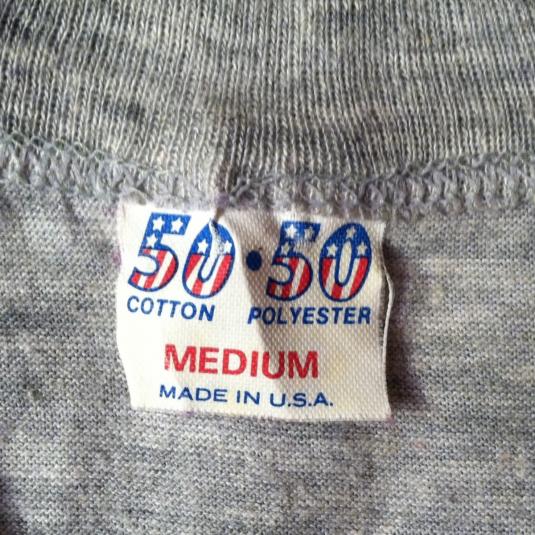 50•50
COTTON POLYESTER
MEDIUM
MADE IN U.S.A.